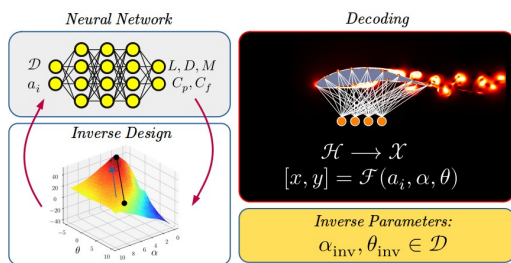 Neural Network
𝒟
a_i
L, D, M
C_p, C_f
Inverse Design
40
20
0
-20
-40
-5
0
5
10
θ
10
8
6
4
2
0
α
Decoding
ℋ ⟶ 𝒳
[x, y] = ℱ(a_i, α, θ)
Inverse Parameters:
α_inv, θ_inv ∈ 𝒟